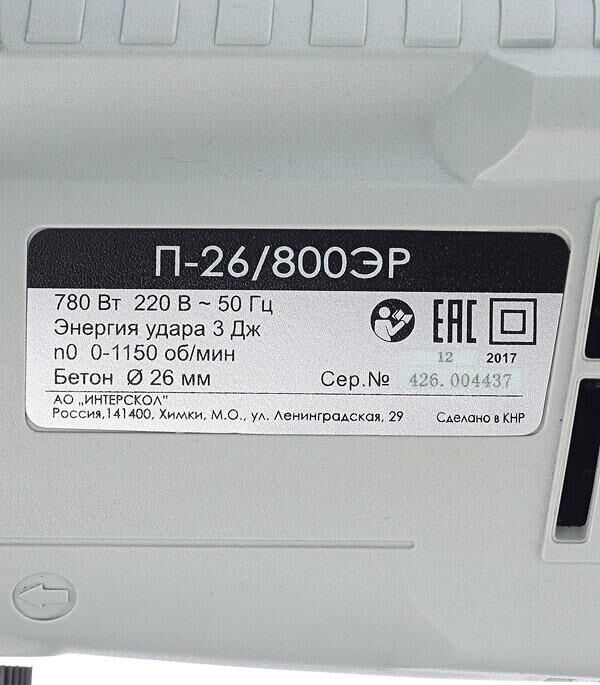 П-26/800ЭР
780 Вт 220 В ~ 50 Гц
Энергия удара 3 Дж
n0 0-1150 об/мин
Бетон Ø 26 мм
EAC
12 2017
Сер.№ 426.004437
АО „ИНТЕРСКОЛ"
Россия,141400, Химки, М.О., ул. Ленинградская, 29
Сделано в КНР